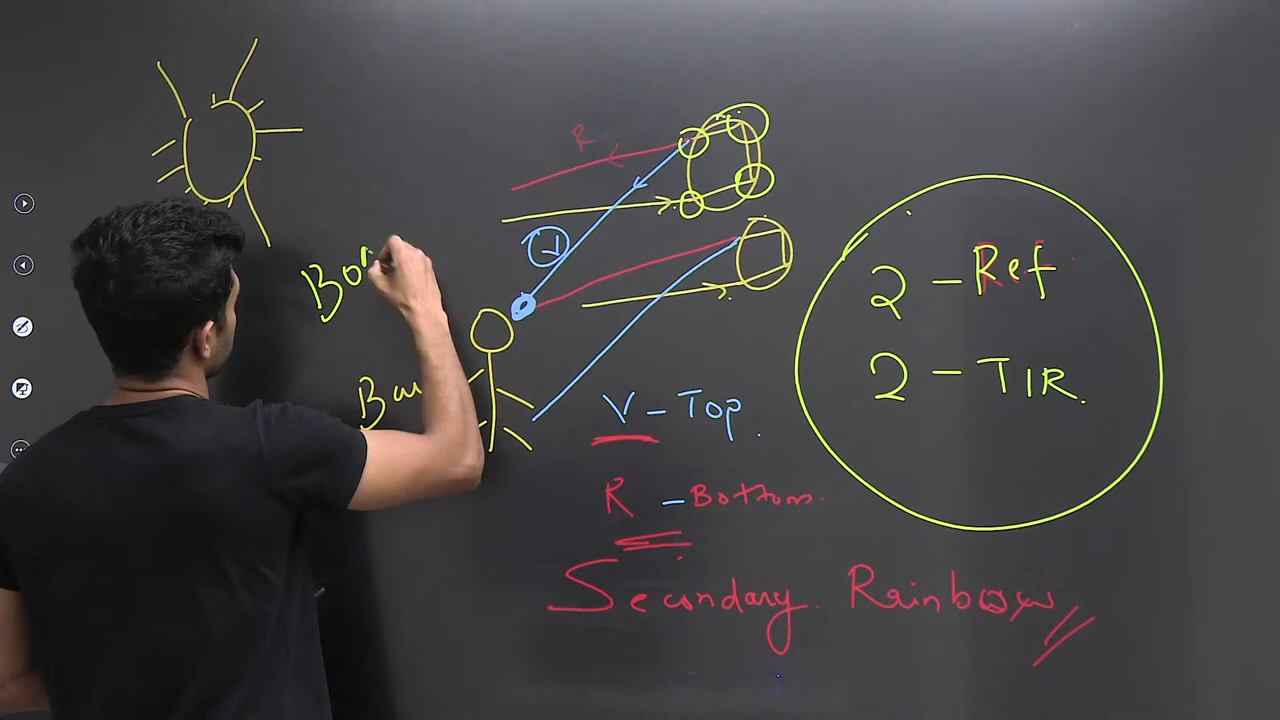 R
V
2 - Ref
2 - TIR.
V - Top.
R - Bottom.
Secondary. Rainbow